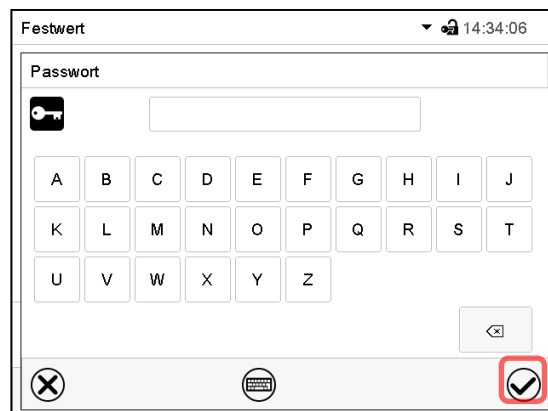 Festwert 14:34:06
Passwort
A B C D E F G H I J
K L M N O P Q R S T
U V W X Y Z